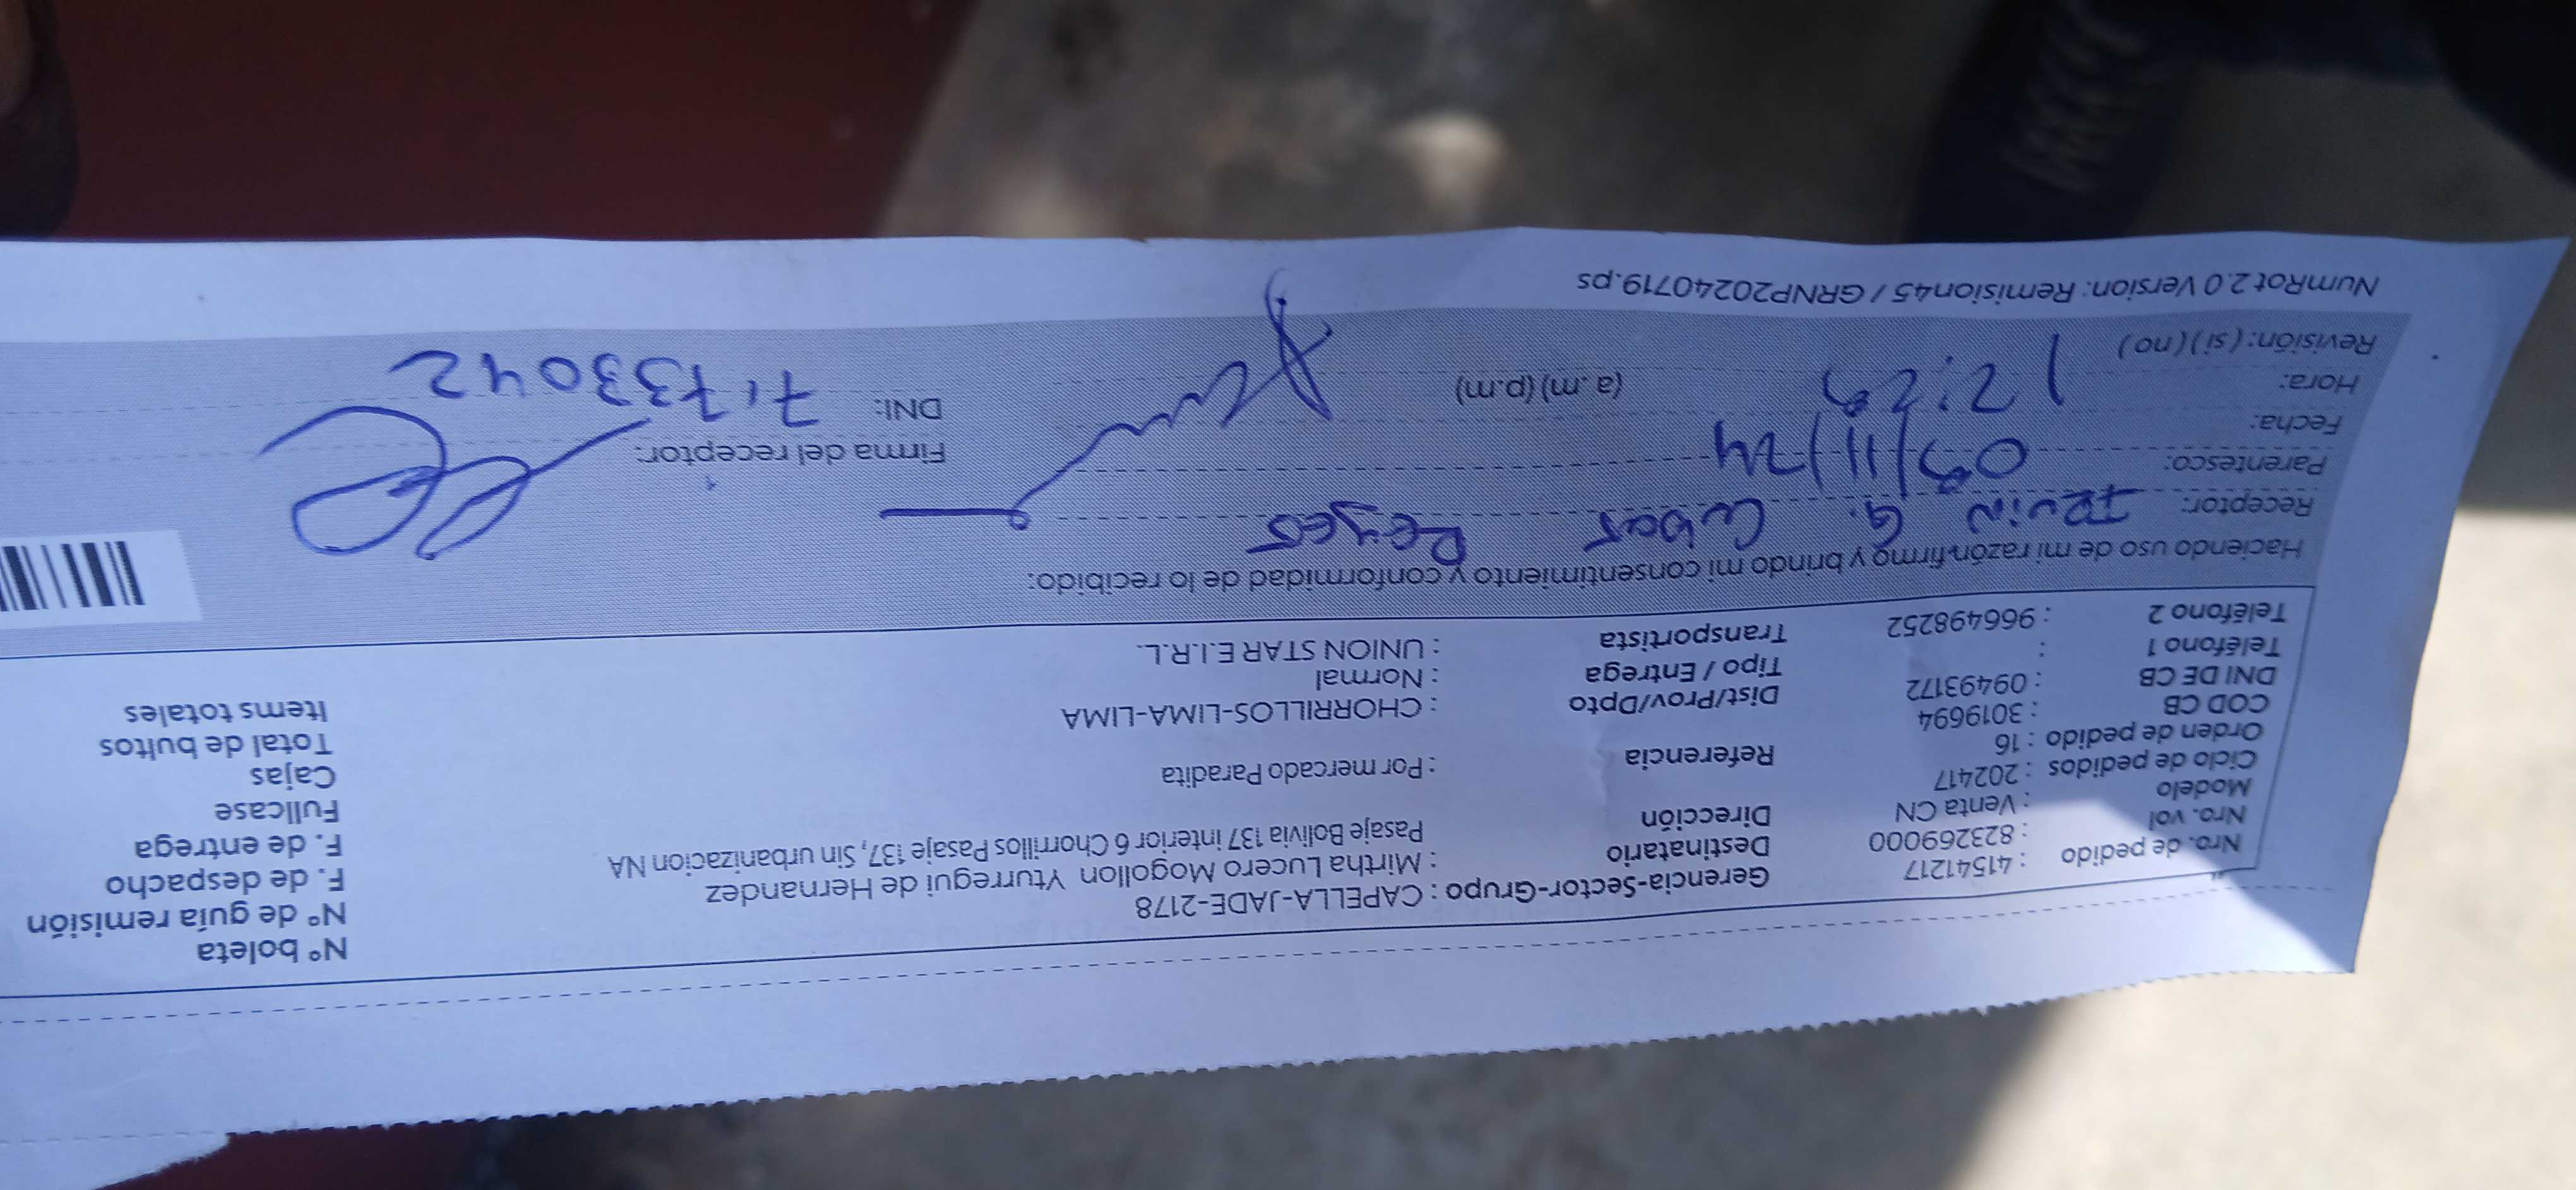 Nro. de pedido : 41541217
Nro. vol : 823269000
Modelo : Venta CN
Ciclo de pedidos : 202417
Orden de pedido : 16
COD CB : 3019694
DNI DE CB : 09493172
Teléfono 1 :
Teléfono 2 : 966498252
Gerencia-Sector-Grupo : CAPELLA-JADE-2178
Destinatario : Mirtha Lucero Mogollon Yturregui de Hernandez
Dirección Pasaje Bolivia 137 interior 6 Chorrillos Pasaje 137, Sin urbanizacion NA
Referencia : Por mercado Paradita
Dist/Prov/Dpto : CHORRILLOS-LIMA-LIMA
Tipo / Entrega : Normal
Transportista : UNION STAR E.I.R.L.
N° boleta
N° de guía remisión
F. de despacho
F. de entrega
Fullcase
Cajas
Total de bultos
Items totales
Haciendo uso de mi razón firmo y brindo mi consentimiento y conformidad de lo recibido:
Receptor: G. Cubas Reyes
Parentesco:
Fecha: 03/11/24
Hora: (a.m) (p.m)
Revisión: (si) (no)
Firma del receptor:
DNI: 71733042
NumRot 2.0 Version: Remision45 / GRNP20240719.ps